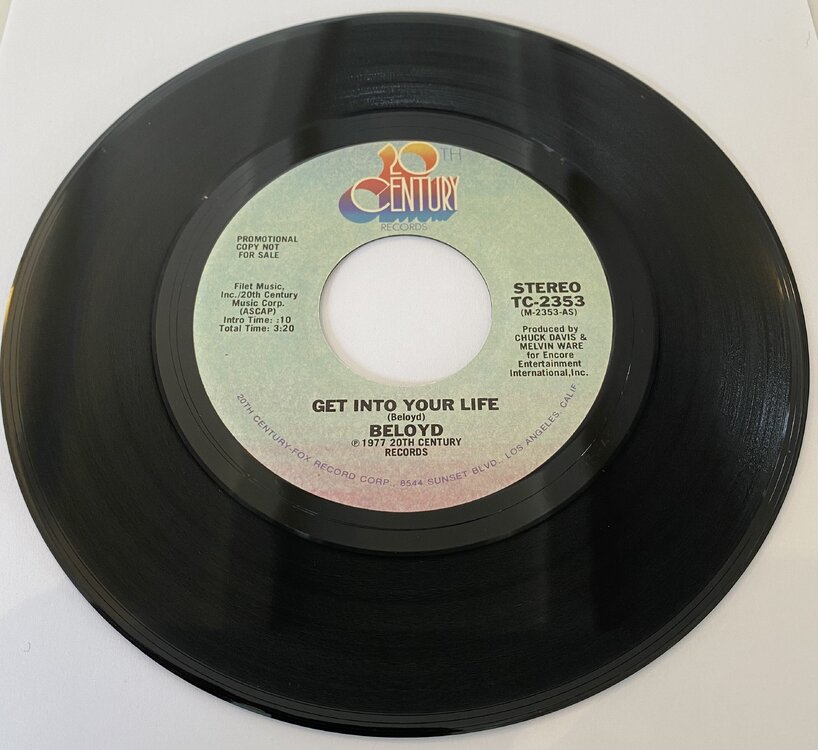 20TH
CENTURY
RECORDS
PROMOTIONAL
COPY NOT
FOR SALE
Filet Music,
Inc./20th Century
Music Corp.
(ASCAP)
Intro Time: :10
Total Time: 3:20
STEREO
TC-2353
(M-2353-AS)
Produced by
CHUCK DAVIS &
MELVIN WARE
for Encore
Entertainment
International,Inc.
GET INTO YOUR LIFE
(Beloyd)
BELOYD
℗ 1977 20TH CENTURY
RECORDS
20TH CENTURY-FOX RECORD CORP., 8544 SUNSET BLVD., LOS ANGELES, CALIF.